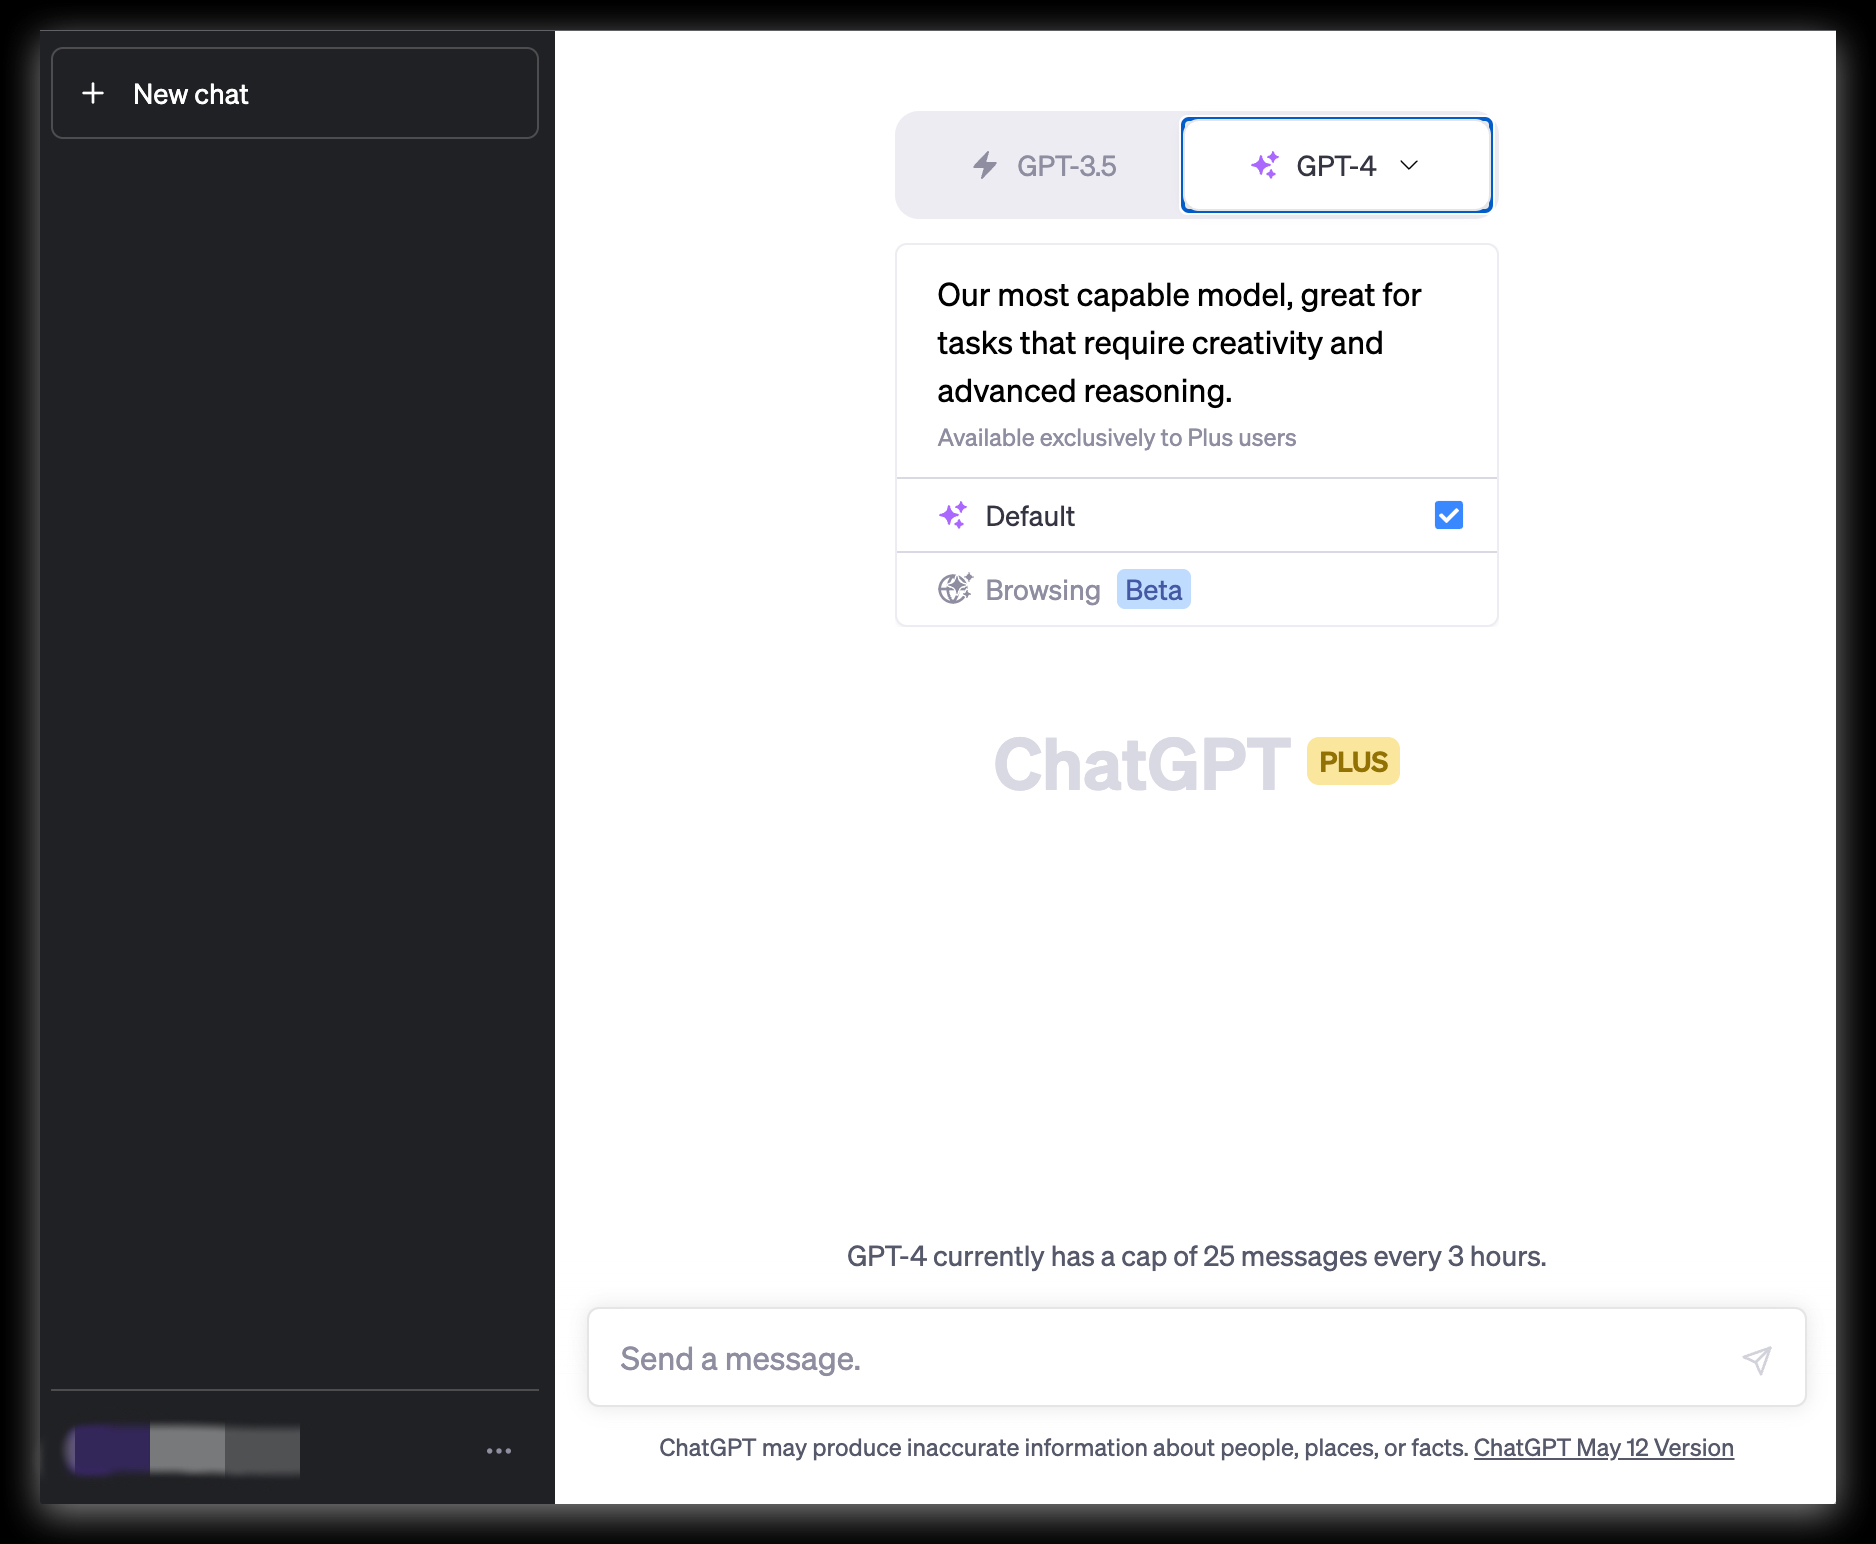 New chat
GPT-3.5
GPT-4
Our most capable model, great for
tasks that require creativity and
advanced reasoning.
Available exclusively to Plus users
Default
Browsing Beta
ChatGPT PLUS
GPT-4 currently has a cap of 25 messages every 3 hours.
Send a message.
ChatGPT may produce inaccurate information about people, places, or facts. ChatGPT May 12 Version